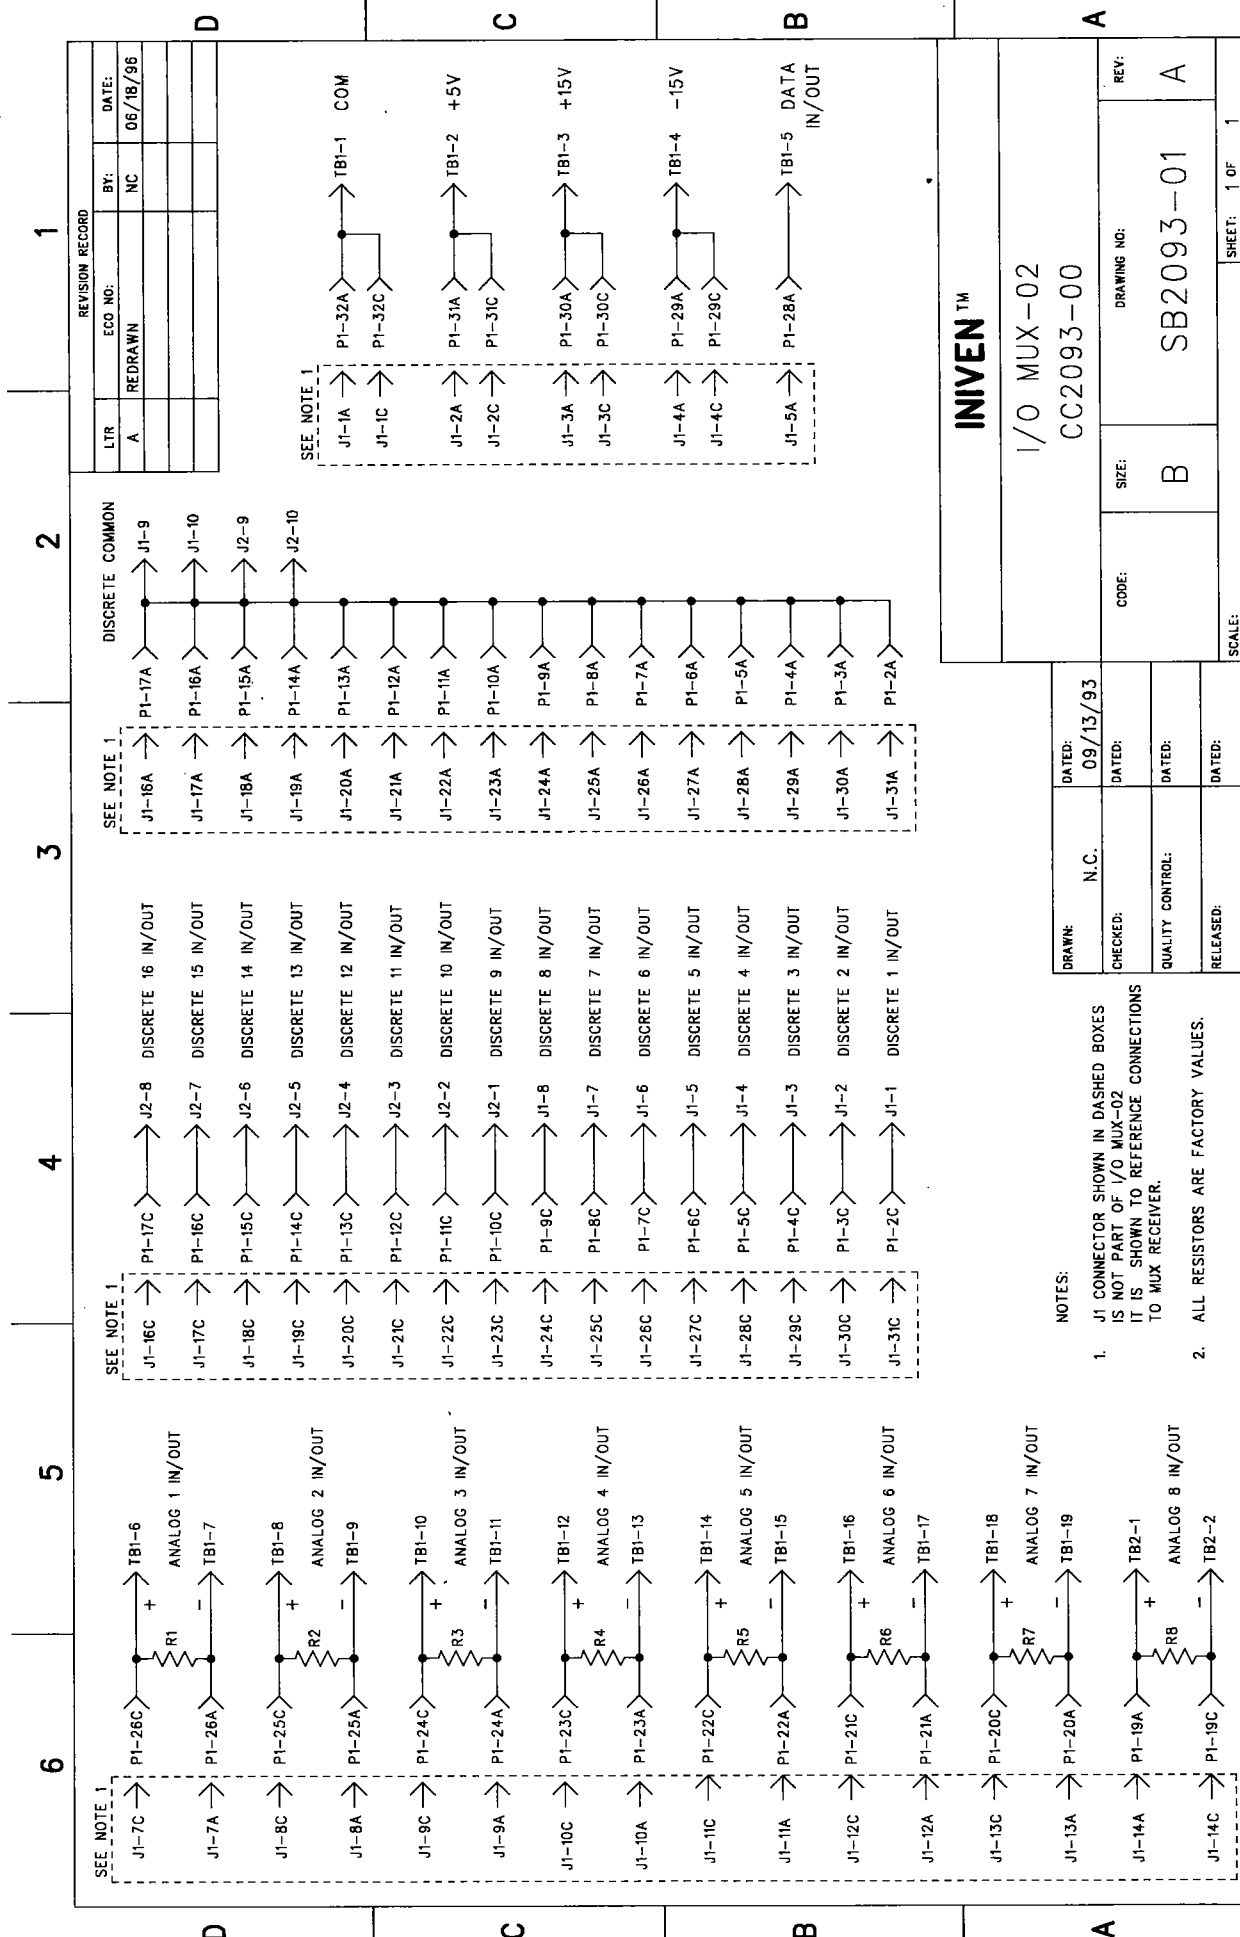 6
5
4
3
2
1
D
C
B
A
D
C
B
A
SEE NOTE 1
J1-7C P1-26C TB1-6
+
R1 ANALOG 1 IN/OUT
-
J1-7A P1-26A TB1-7
J1-8C P1-25C TB1-8
+
R2 ANALOG 2 IN/OUT
-
J1-8A P1-25A TB1-9
J1-9C P1-24C TB1-10
+
R3 ANALOG 3 IN/OUT
-
J1-9A P1-24A TB1-11
J1-10C P1-23C TB1-12
+
R4 ANALOG 4 IN/OUT
-
J1-10A P1-23A TB1-13
J1-11C P1-22C TB1-14
+
R5 ANALOG 5 IN/OUT
-
J1-11A P1-22A TB1-15
J1-12C P1-21C TB1-16
+
R6 ANALOG 6 IN/OUT
-
J1-12A P1-21A TB1-17
J1-13C P1-20C TB1-18
+
R7 ANALOG 7 IN/OUT
-
J1-13A P1-20A TB1-19
J1-14A P1-19A TB2-1
+
R8 ANALOG 8 IN/OUT
-
J1-14C P1-19C TB2-2
SEE NOTE 1
J1-16C P1-17C J2-8 DISCRETE 16 IN/OUT
J1-17C P1-16C J2-7 DISCRETE 15 IN/OUT
J1-18C P1-15C J2-6 DISCRETE 14 IN/OUT
J1-19C P1-14C J2-5 DISCRETE 13 IN/OUT
J1-20C P1-13C J2-4 DISCRETE 12 IN/OUT
J1-21C P1-12C J2-3 DISCRETE 11 IN/OUT
J1-22C P1-11C J2-2 DISCRETE 10 IN/OUT
J1-23C P1-10C J2-1 DISCRETE 9 IN/OUT
J1-24C P1-9C J1-8 DISCRETE 8 IN/OUT
J1-25C P1-8C J1-7 DISCRETE 7 IN/OUT
J1-26C P1-7C J1-6 DISCRETE 6 IN/OUT
J1-27C P1-6C J1-5 DISCRETE 5 IN/OUT
J1-28C P1-5C J1-4 DISCRETE 4 IN/OUT
J1-29C P1-4C J1-3 DISCRETE 3 IN/OUT
J1-30C P1-3C J1-2 DISCRETE 2 IN/OUT
J1-31C P1-2C J1-1 DISCRETE 1 IN/OUT
SEE NOTE 1
DISCRETE COMMON
J1-16A P1-17A J1-9
J1-17A P1-16A J1-10
J1-18A P1-15A J2-9
J1-19A P1-14A J2-10
J1-20A P1-13A
J1-21A P1-12A
J1-22A P1-11A
J1-23A P1-10A
J1-24A P1-9A
J1-25A P1-8A
J1-26A P1-7A
J1-27A P1-6A
J1-28A P1-5A
J1-29A P1-4A
J1-30A P1-3A
J1-31A P1-2A
REVISION RECORD
LTR ECO NO: BY: DATE:
A REDRAWN NC 06/18/96
SEE NOTE 1
J1-1A P1-32A TB1-1 COM
J1-1C P1-32C
J1-2A P1-31A TB1-2 +5V
J1-2C P1-31C
J1-3A P1-30A TB1-3 +15V
J1-3C P1-30C
J1-4A P1-29A TB1-4 -15V
J1-4C P1-29C
J1-5A P1-28A TB1-5 DATA
IN/OUT
NOTES:
1. J1 CONNECTOR SHOWN IN DASHED BOXES
IS NOT PART OF I/O MUX-02
IT IS SHOWN TO REFERENCE CONNECTIONS
TO MUX RECEIVER.
2. ALL RESISTORS ARE FACTORY VALUES.
DRAWN: N.C. DATED: 09/13/93
CHECKED: DATED:
QUALITY CONTROL: DATED:
RELEASED: DATED:
INIVEN TM
I/O MUX-02
CC2093-00
CODE: SIZE: B DRAWING NO: SB2093-01 REV: A
SCALE: SHEET: 1 OF 1